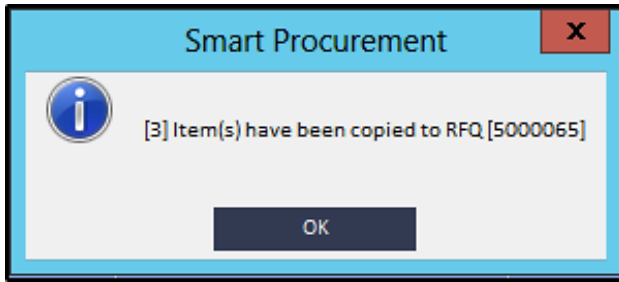 Smart Procurement
x
i
[3] Item(s) have been copied to RFQ [5000065]
OK